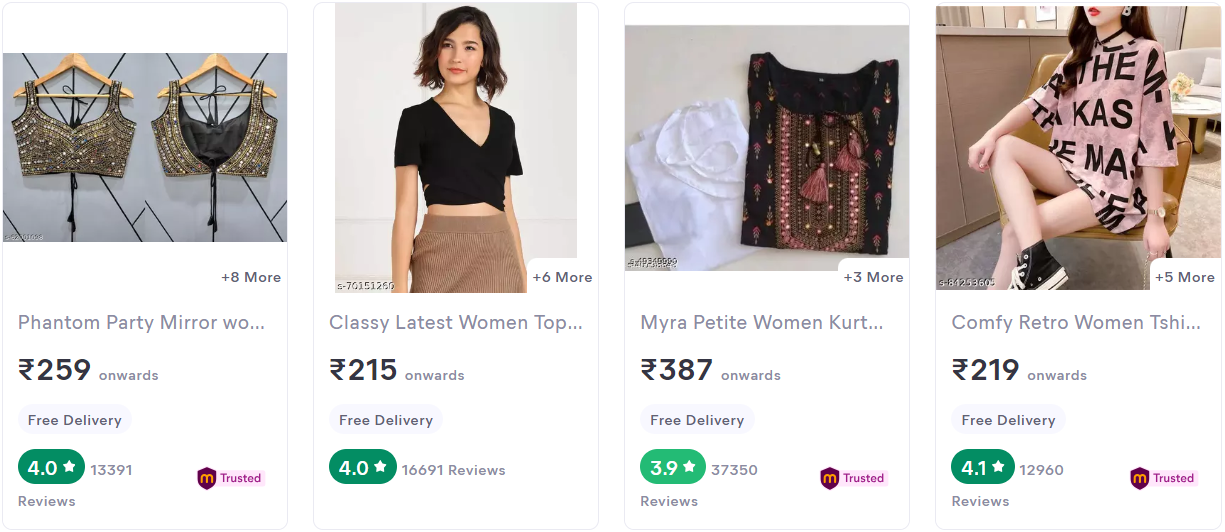 +8 More
Phantom Party Mirror wo...
₹259 onwards
Free Delivery
4.0 ★ 13391
Reviews
m Trusted
s-70151260
+6 More
Classy Latest Women Top...
₹215 onwards
Free Delivery
4.0 ★ 16691 Reviews
+3 More
Myra Petite Women Kurt...
₹387 onwards
Free Delivery
3.9 ★ 37350
Reviews
m Trusted
THE
KAS
s-84253605
+5 More
Comfy Retro Women Tshi...
₹219 onwards
Free Delivery
4.1 ★ 12960
Reviews
m Trusted